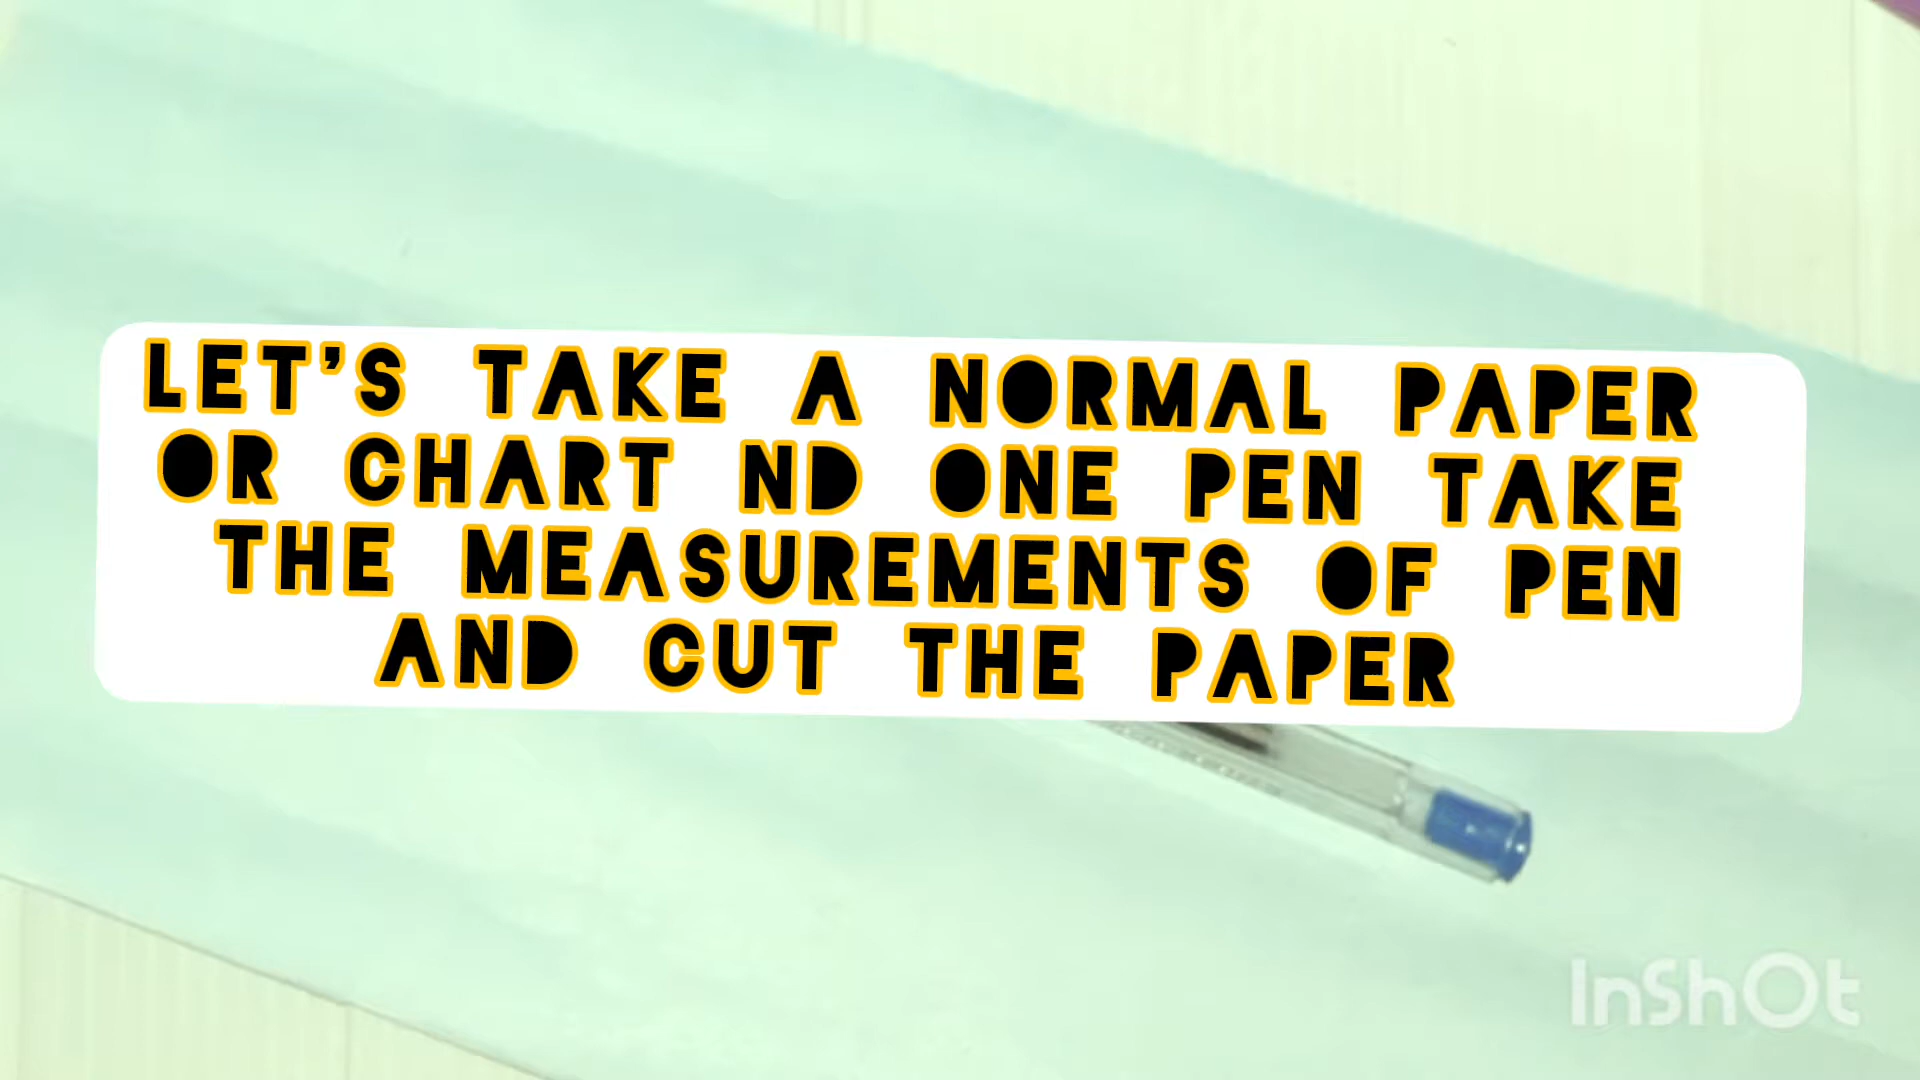 LET'S TAKE A NORMAL PAPER
OR CHART ND ONE PEN TAKE
THE MEASUREMENTS OF PEN
AND CUT THE PAPER
InShOt